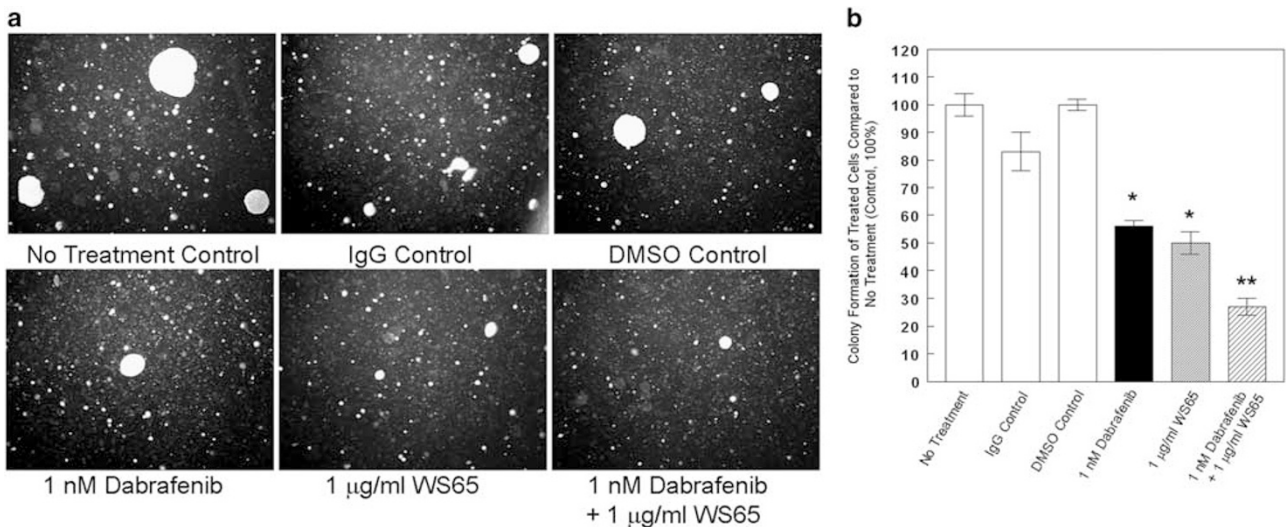 a
No Treatment Control
IgG Control
DMSO Control
1 nM Dabrafenib
1 μg/ml WS65
1 nM Dabrafenib
+ 1 μg/ml WS65
b
Colony Formation of Treated Cells Compared to
No Treatment (Control, 100%)
120
110
100
90
80
70
60
50
40
30
20
10
0
*
*
**
No Treatment
IgG Control
DMSO Control
1 nM Dabrafenib
1 μg/ml WS65
1 nM Dabrafenib
+ 1 μg/ml WS65